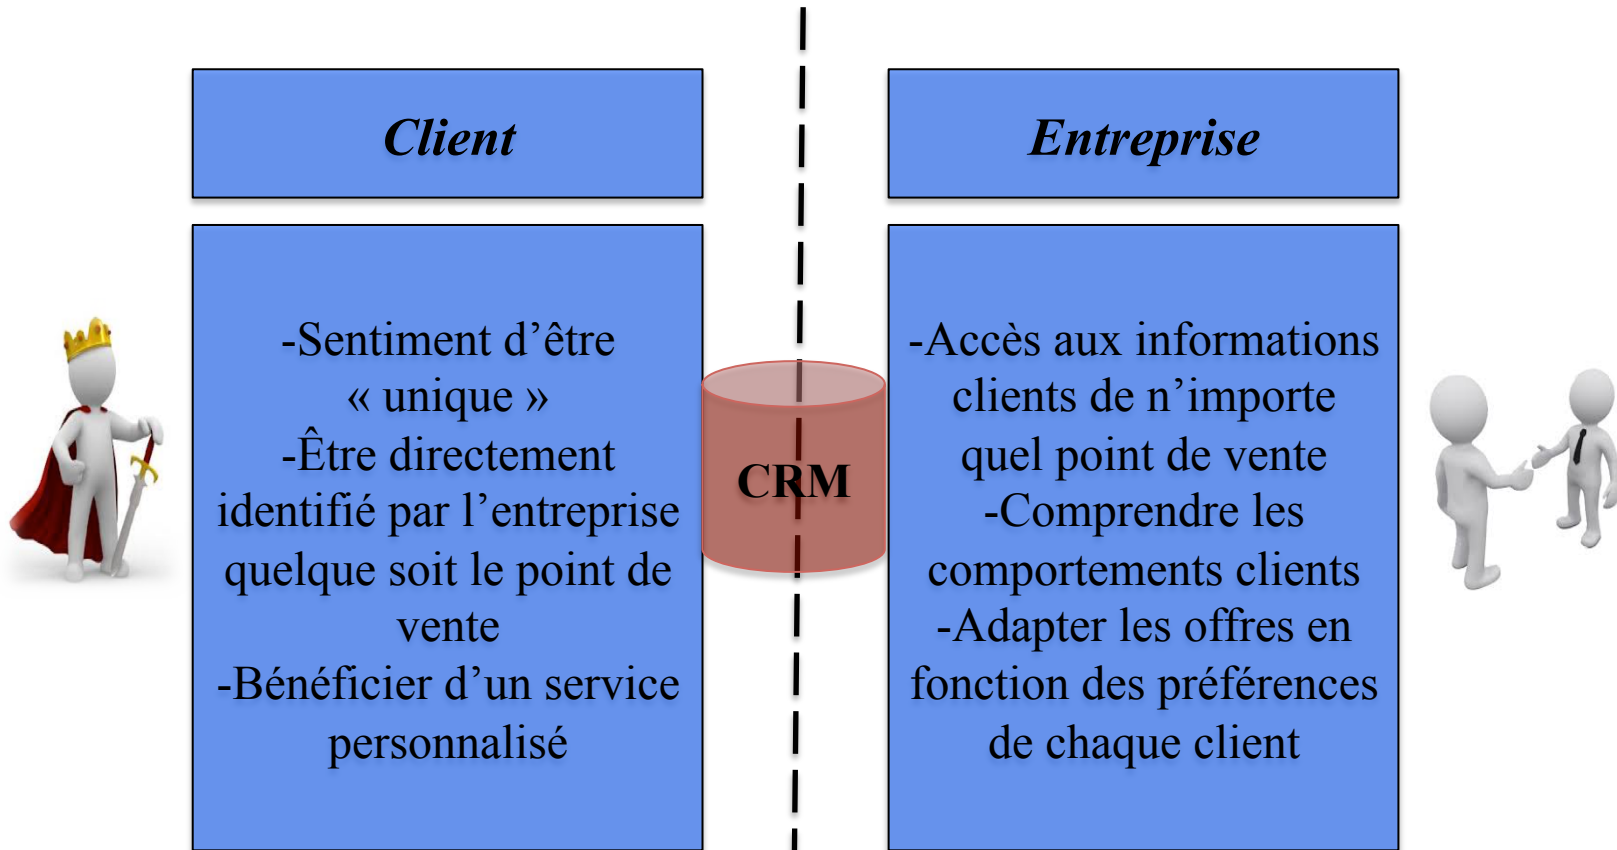 Client
-Sentiment d’être
« unique »
-Être directement
identifié par l’entreprise
quelque soit le point de
vente
-Bénéficier d’un service
personnalisé
CRM
Entreprise
-Accès aux informations
clients de n’importe
quel point de vente
-Comprendre les
comportements clients
-Adapter les offres en
fonction des préférences
de chaque client